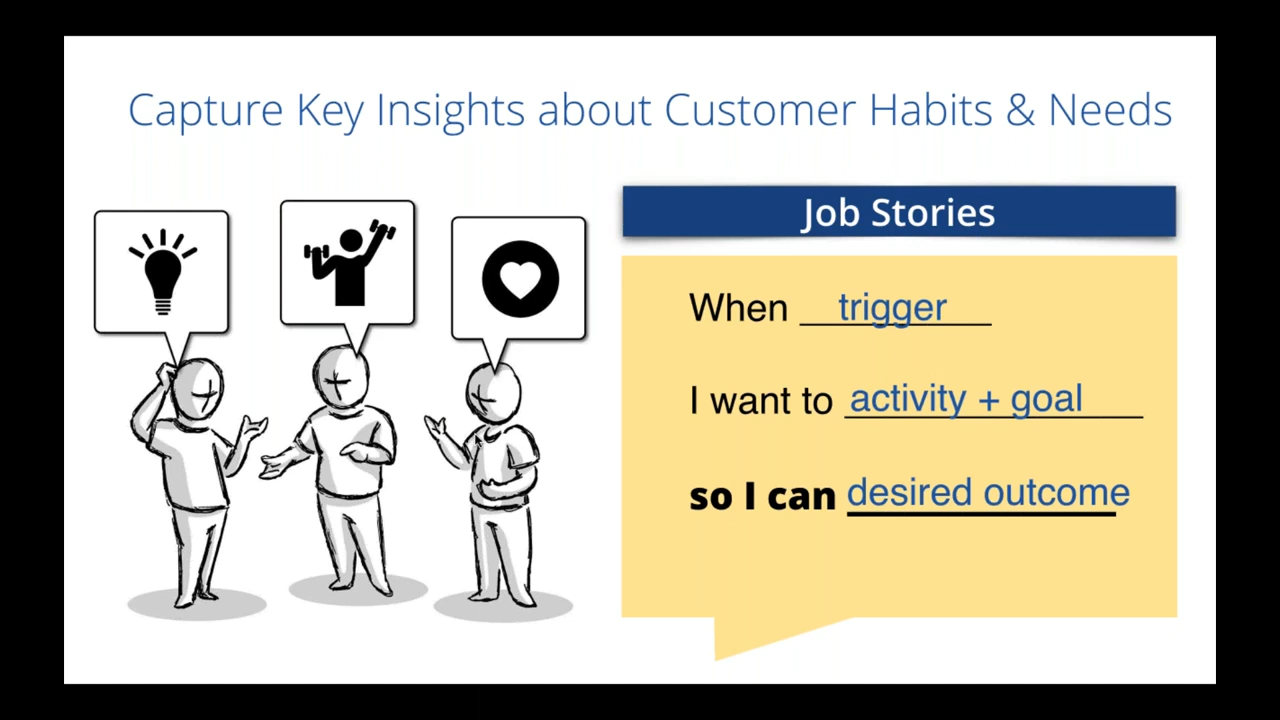 Capture Key Insights about Customer Habits & Needs
Job Stories
When trigger
I want to activity + goal
so I can desired outcome